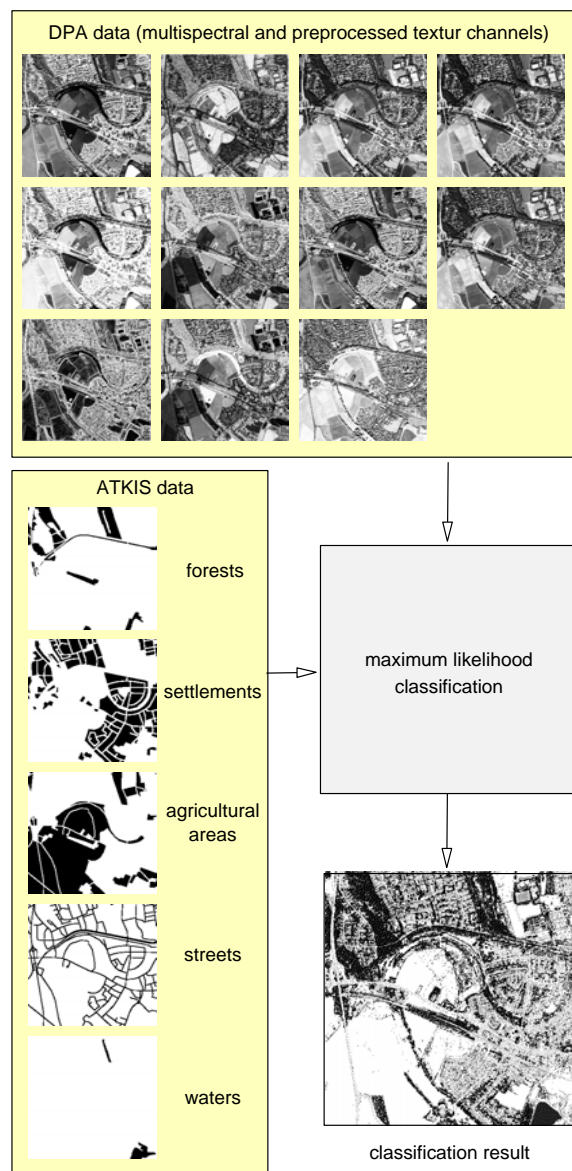 DPA data (multispectral and preprocessed textur channels)
ATKIS data
forests
settlements
agricultural
areas
streets
waters
maximum likelihood
classification
classification result